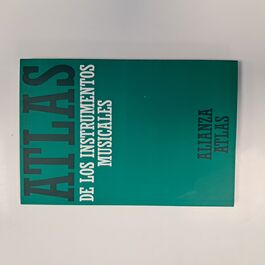 ATLAS
DE LOS INSTRUMENTOS
MUSICALES
ALIANZA
ATLAS